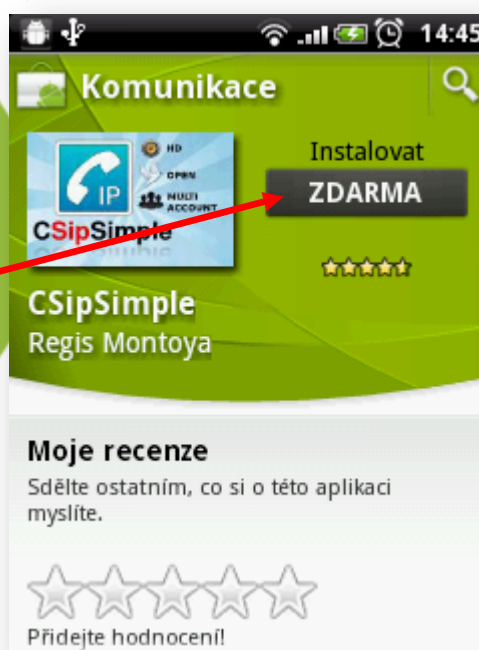 14:45
Komunikace
HD
OPEN
MULTI
ACCOUNT
IP
CSipSimple
Instalovat
ZDARMA
CSipSimple
Regis Montoya
Moje recenze
Sdělte ostatním, co si o této aplikaci
myslíte.
Přidejte hodnocení!